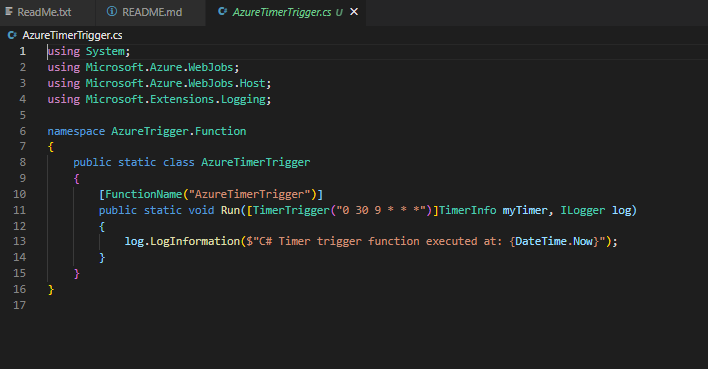 ReadMe.txt README.md AzureTimerTrigger.cs U
AzureTimerTrigger.cs
1 using System;
2 using Microsoft.Azure.WebJobs;
3 using Microsoft.Azure.WebJobs.Host;
4 using Microsoft.Extensions.Logging;
5
6 namespace AzureTrigger.Function
7 {
8 public static class AzureTimerTrigger
9 {
10 [FunctionName("AzureTimerTrigger")]
11 public static void Run([TimerTrigger("0 30 9 * * *")]TimerInfo myTimer, ILogger log)
12 {
13 log.LogInformation($"C# Timer trigger function executed at: {DateTime.Now}");
14 }
15 }
16 }
17